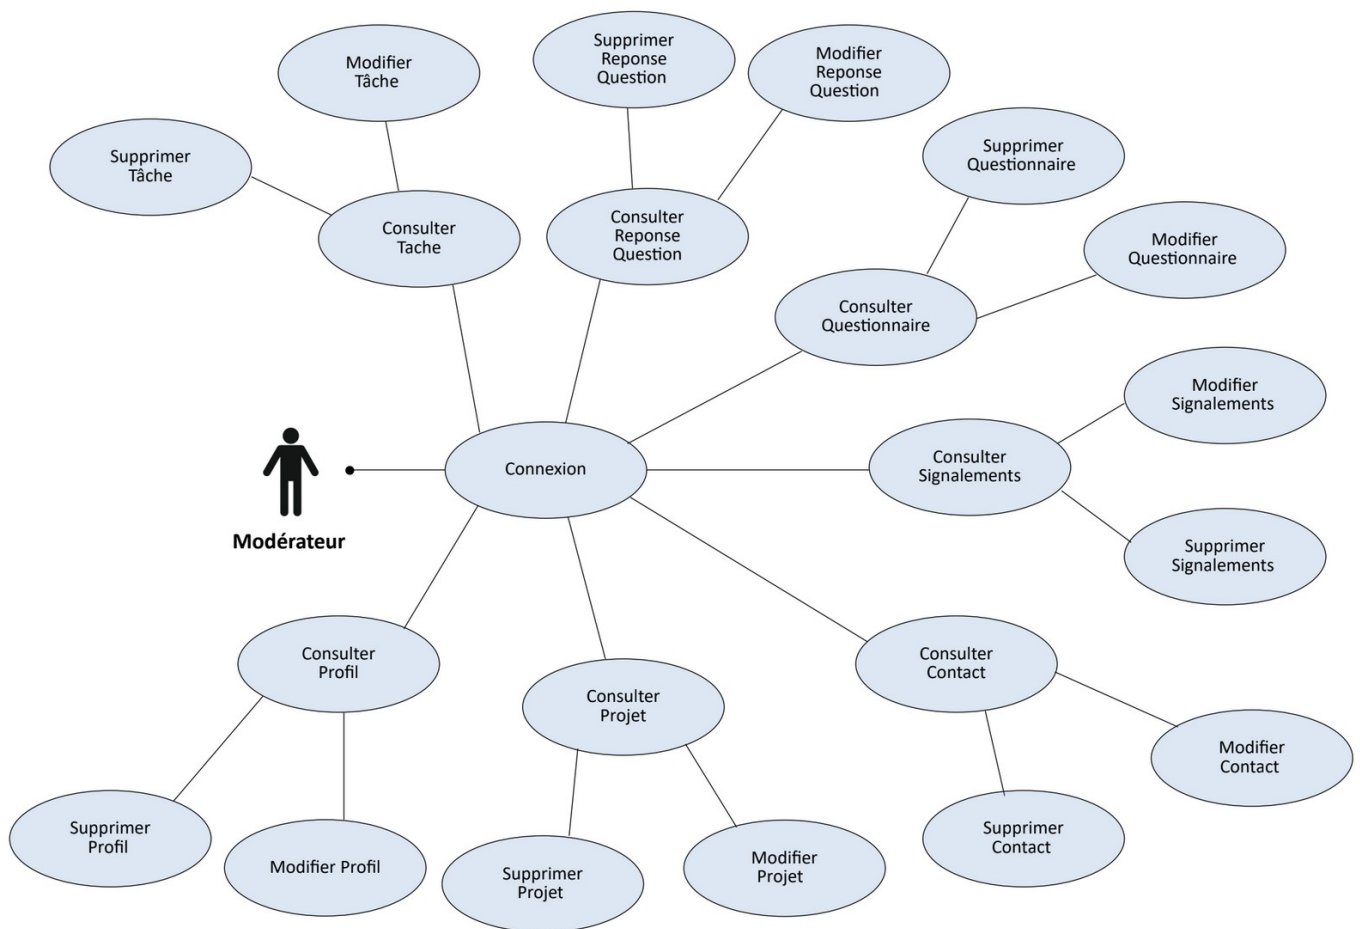 Supprimer
Reponse
Question
Modifier
Tâche
Modifier
Reponse
Question
Supprimer
Questionnaire
Supprimer
Tâche
Consulter
Tache
Consulter
Reponse
Question
Modifier
Questionnaire
Consulter
Questionnaire
Modifier
Signalements
Connexion
Consulter
Signalements
Modérateur
Supprimer
Signalements
Consulter
Profil
Consulter
Projet
Consulter
Contact
Modifier
Contact
Supprimer
Profil
Modifier Profil
Supprimer
Projet
Modifier
Projet
Supprimer
Contact